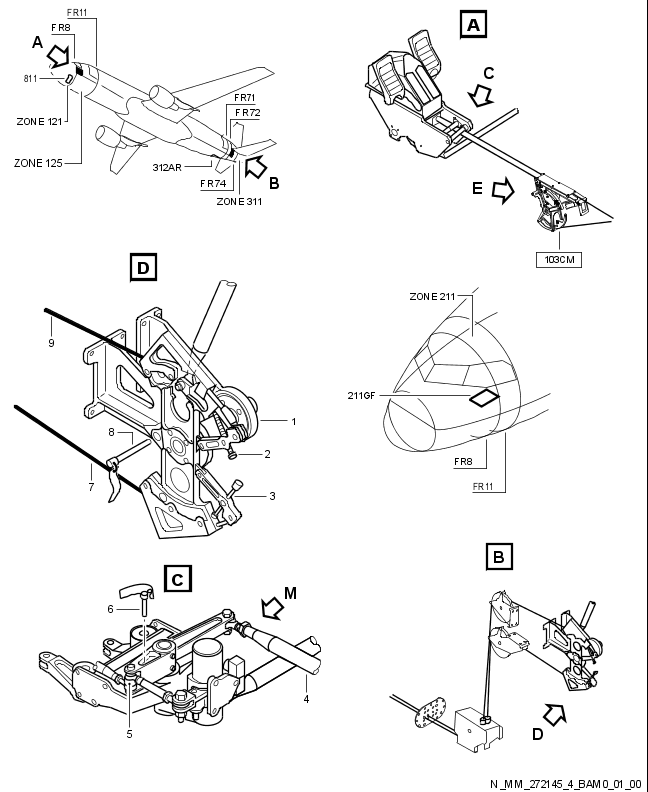 FR11
FR8
A
811
ZONE 121
ZONE 125
FR71
FR72
312AR
FR74
B
ZONE 311
A
C
E
103CM
D
9
1
8
2
7
3
ZONE 211
211GF
FR8
FR11
C
M
6
5
4
B
D
N_MM_272145_4_BAM0_01_00